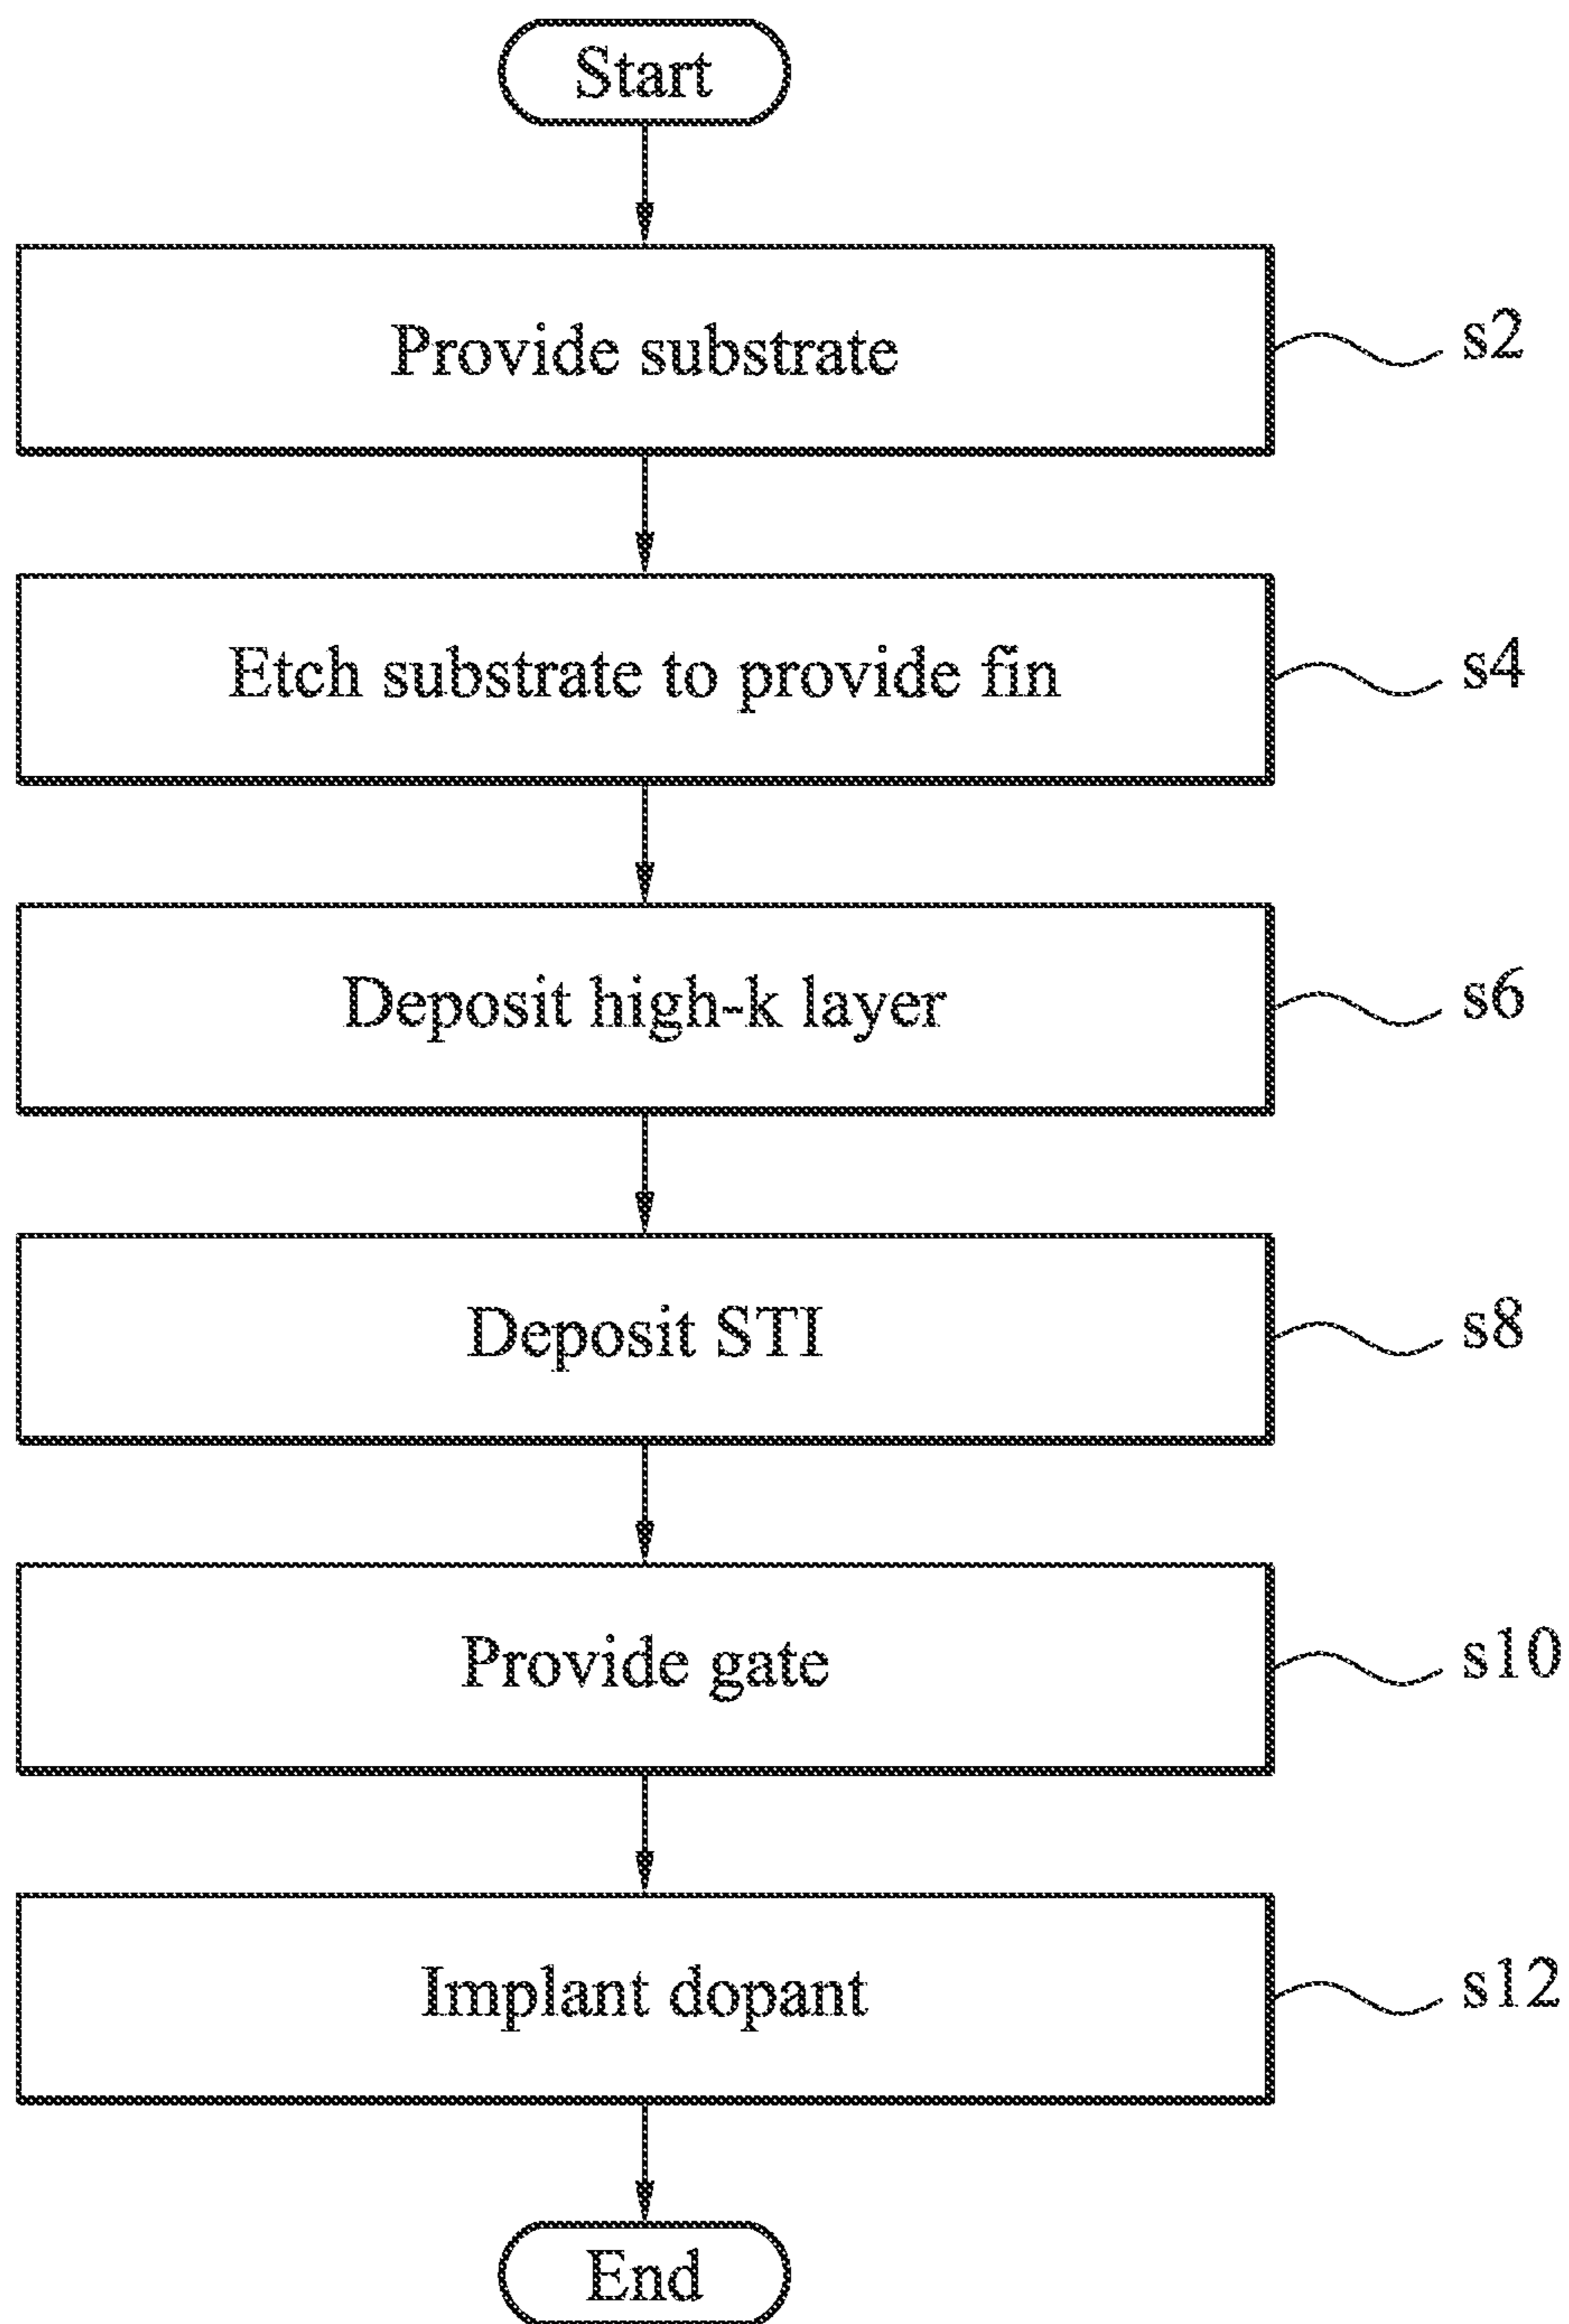 Start
Provide substrate
s2
Etch substrate to provide fin
s4
Deposit high-k layer
s6
Deposit STI
s8
Provide gate
s10
Implant dopant
s12
End